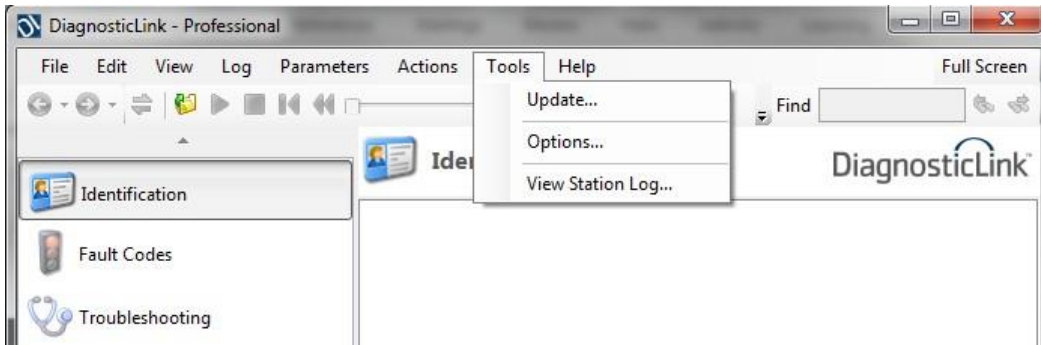 DiagnosticLink - Professional
File Edit View Log Parameters Actions Tools Help Full Screen
Update... Find
Options...
Iden DiagnosticLink
View Station Log...
Identification
Fault Codes
Troubleshooting